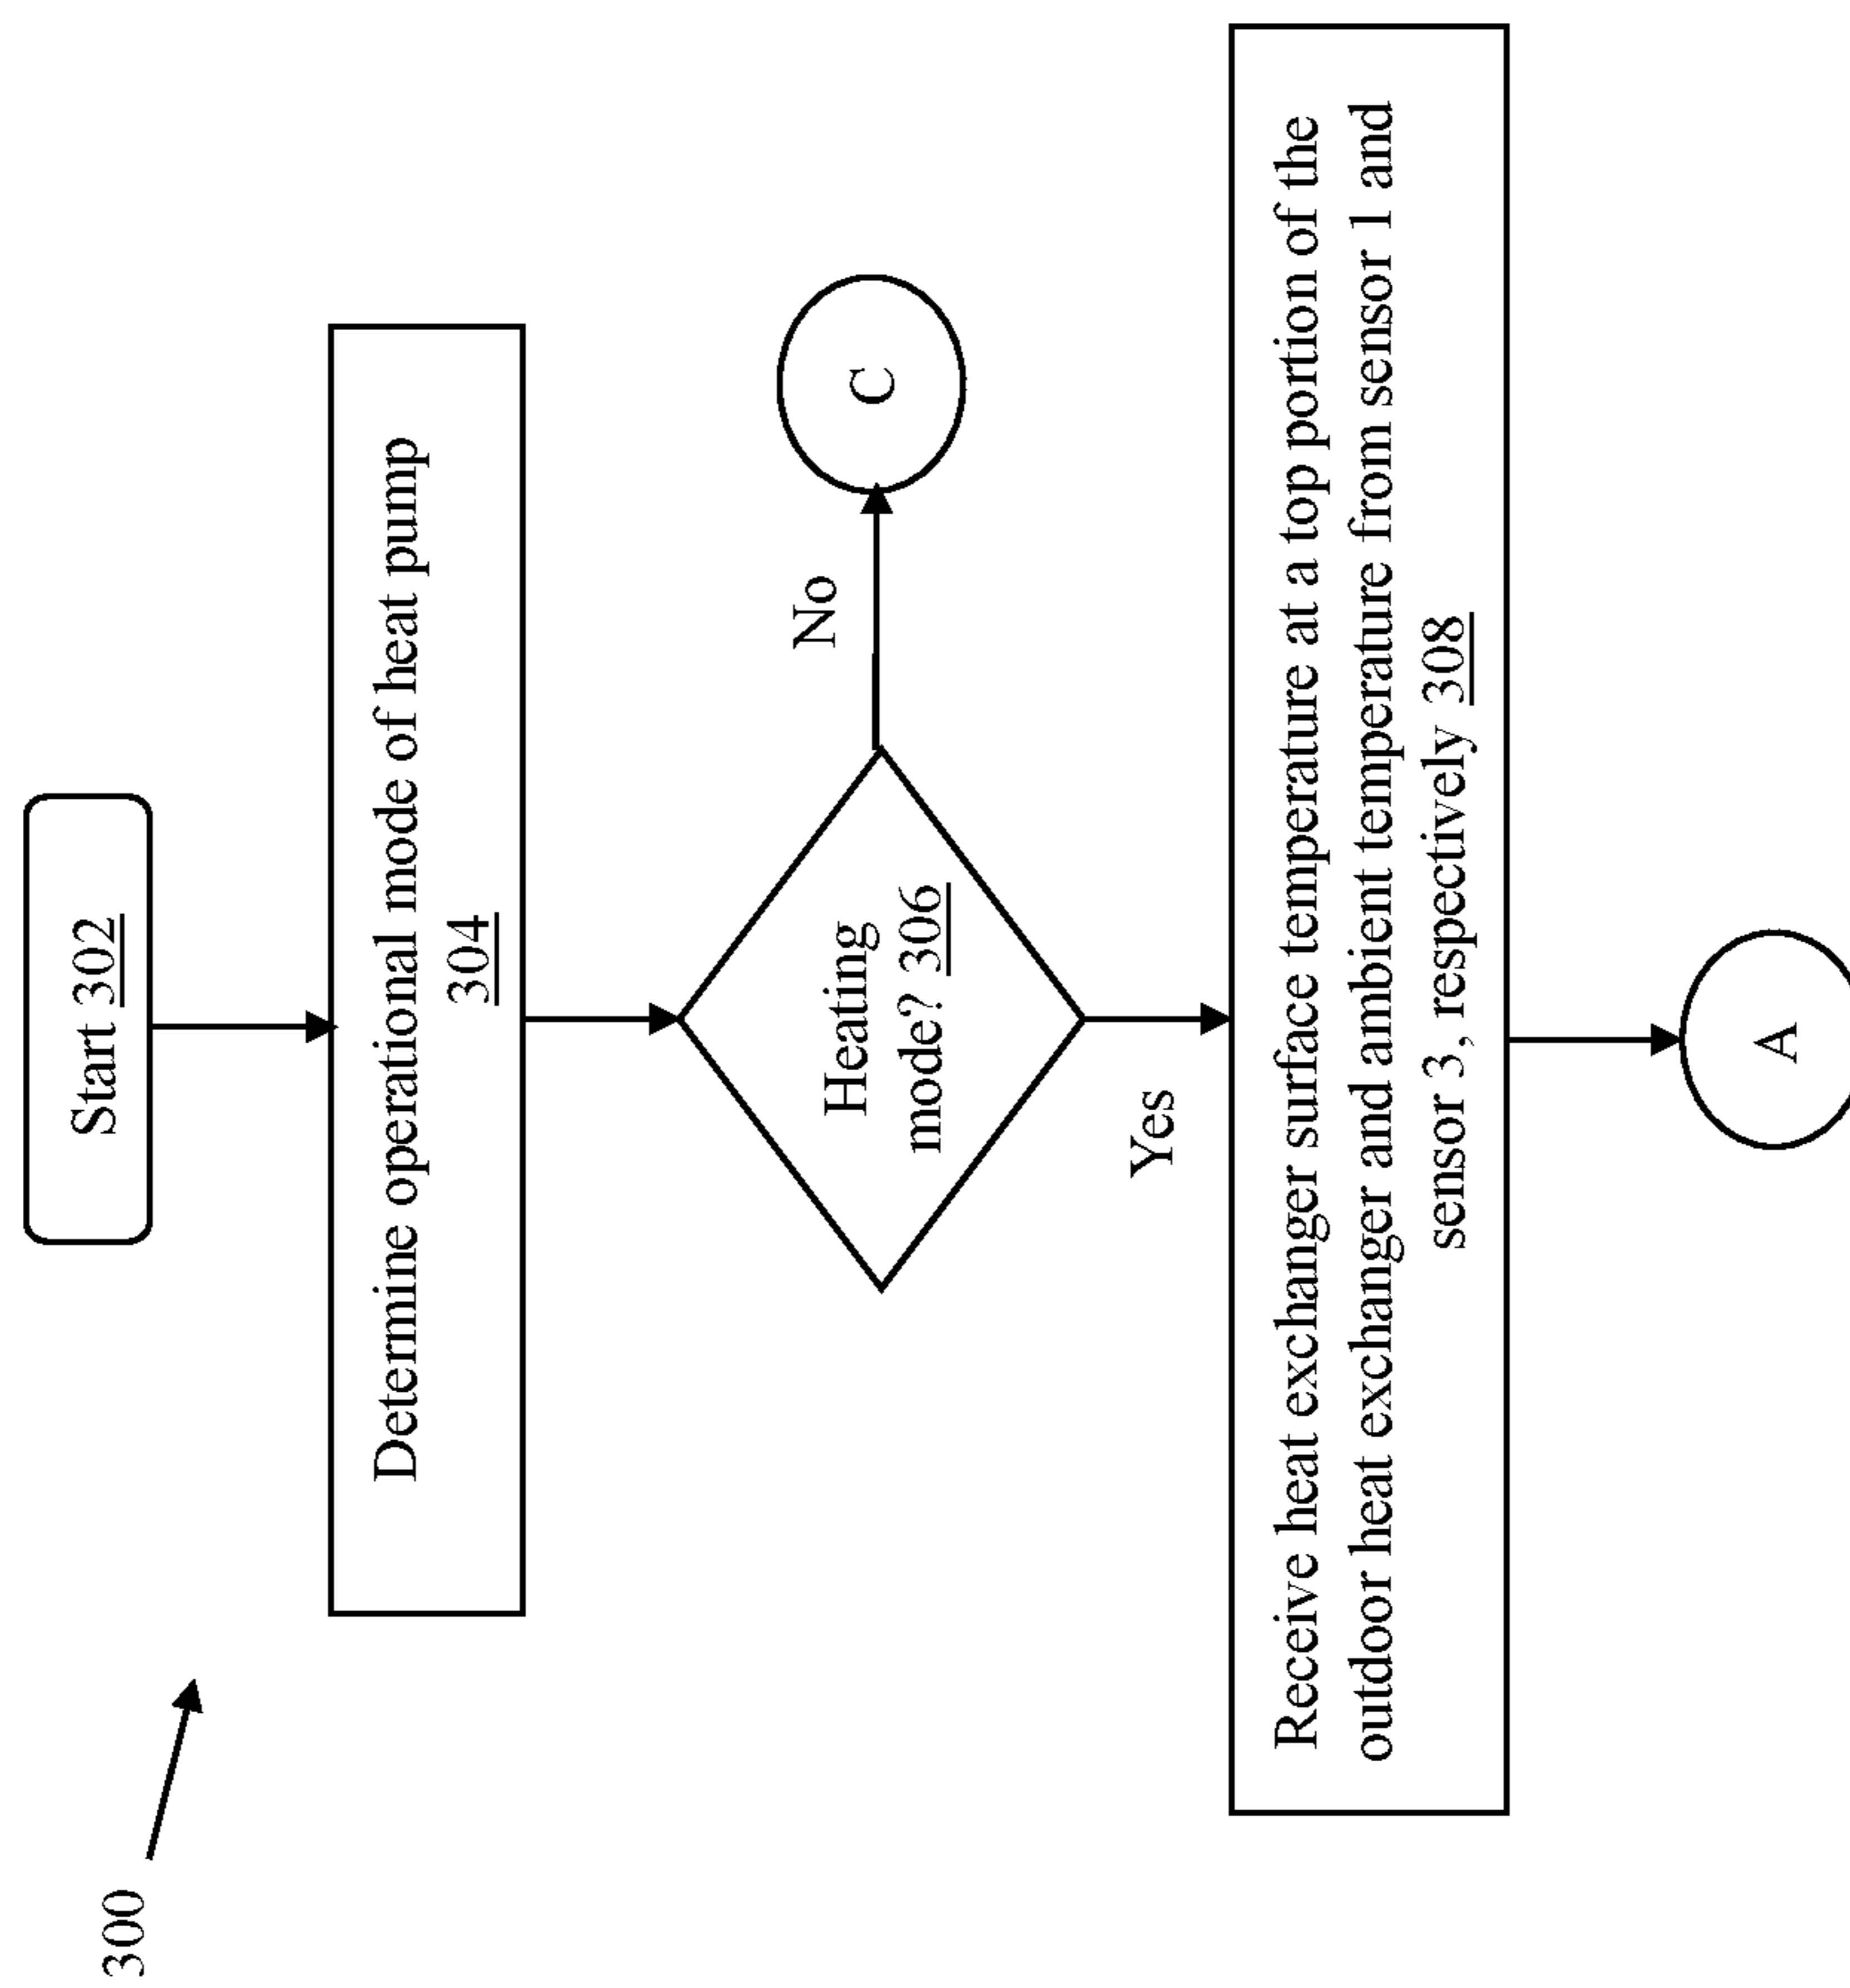 300
Start 302
Determine operational mode of heat pump
304
Heating
mode? 306
No
C
Yes
Receive heat exchanger surface temperature at a top portion of the
outdoor heat exchanger and ambient temperature from sensor 1 and
sensor 3, respectively 308
A